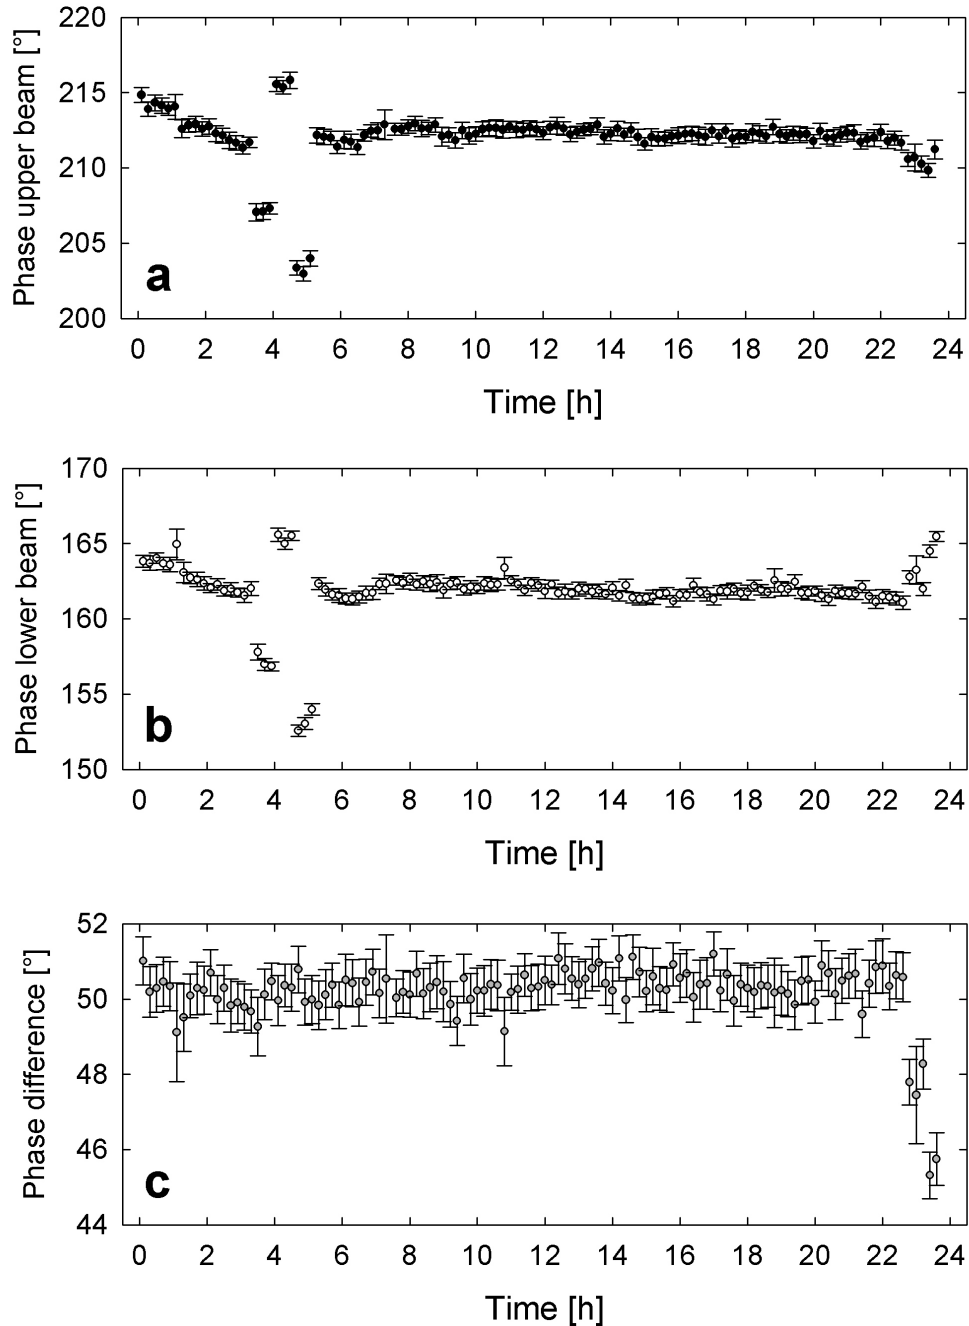 Phase upper beam [°]
220
215
210
205
200
a
0 2 4 6 8 10 12 14 16 18 20 22 24
Time [h]
Phase lower beam [°]
170
165
160
155
150
b
0 2 4 6 8 10 12 14 16 18 20 22 24
Time [h]
Phase difference [°]
52
50
48
46
44
c
0 2 4 6 8 10 12 14 16 18 20 22 24
Time [h]